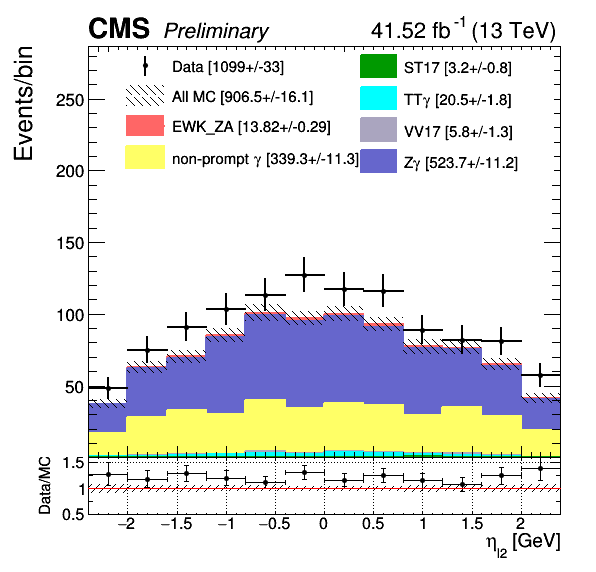 CMS Preliminary 41.52 fb⁻¹ (13 TeV)
Events/bin
Data [1099+/-33]
All MC [906.5+/-16.1]
EWK_ZA [13.82+/-0.29]
non-prompt γ [339.3+/-11.3]
ST17 [3.2+/-0.8]
TTγ [20.5+/-1.8]
VV17 [5.8+/-1.3]
Zγ [523.7+/-11.2]
250
200
150
100
50
Data/MC
1.5
1
0.5
−2 −1.5 −1 −0.5 0 0.5 1 1.5 2
η_l2 [GeV]